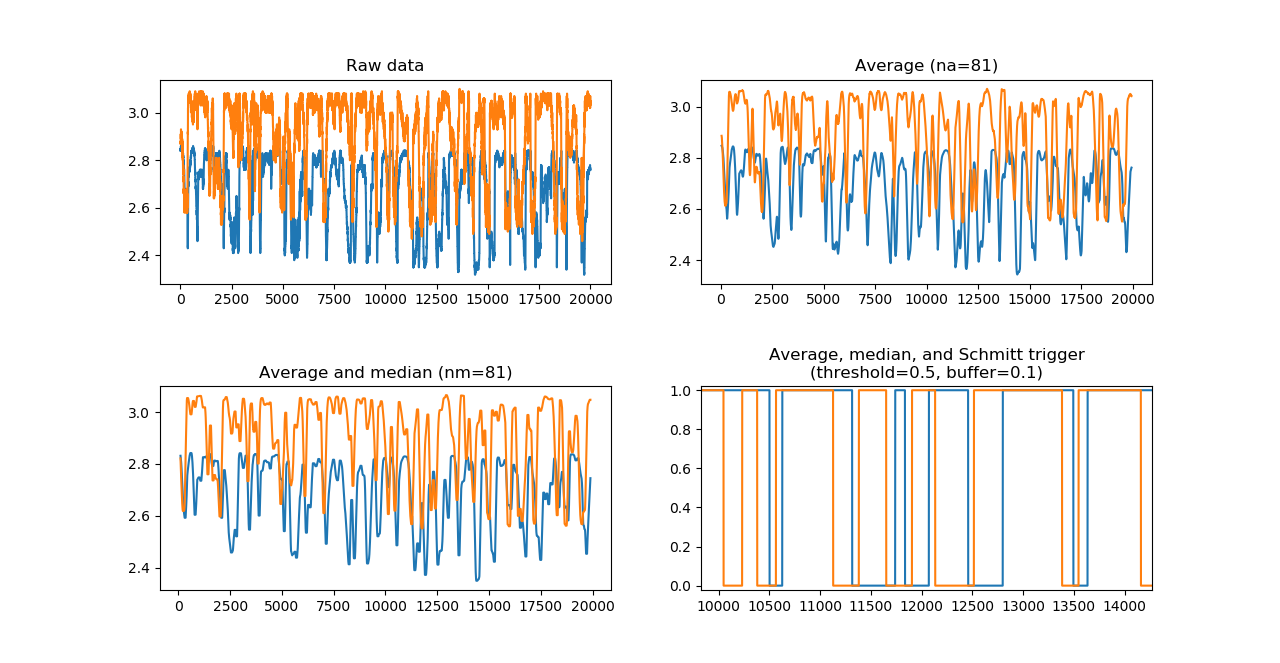 Raw data
3.0
2.8
2.6
2.4
0 2500 5000 7500 10000 12500 15000 17500 20000
Average (na=81)
3.0
2.8
2.6
2.4
0 2500 5000 7500 10000 12500 15000 17500 20000
Average and median (nm=81)
3.0
2.8
2.6
2.4
0 2500 5000 7500 10000 12500 15000 17500 20000
Average, median, and Schmitt trigger
(threshold=0.5, buffer=0.1)
1.0
0.8
0.6
0.4
0.2
0.0
10000 10500 11000 11500 12000 12500 13000 13500 14000